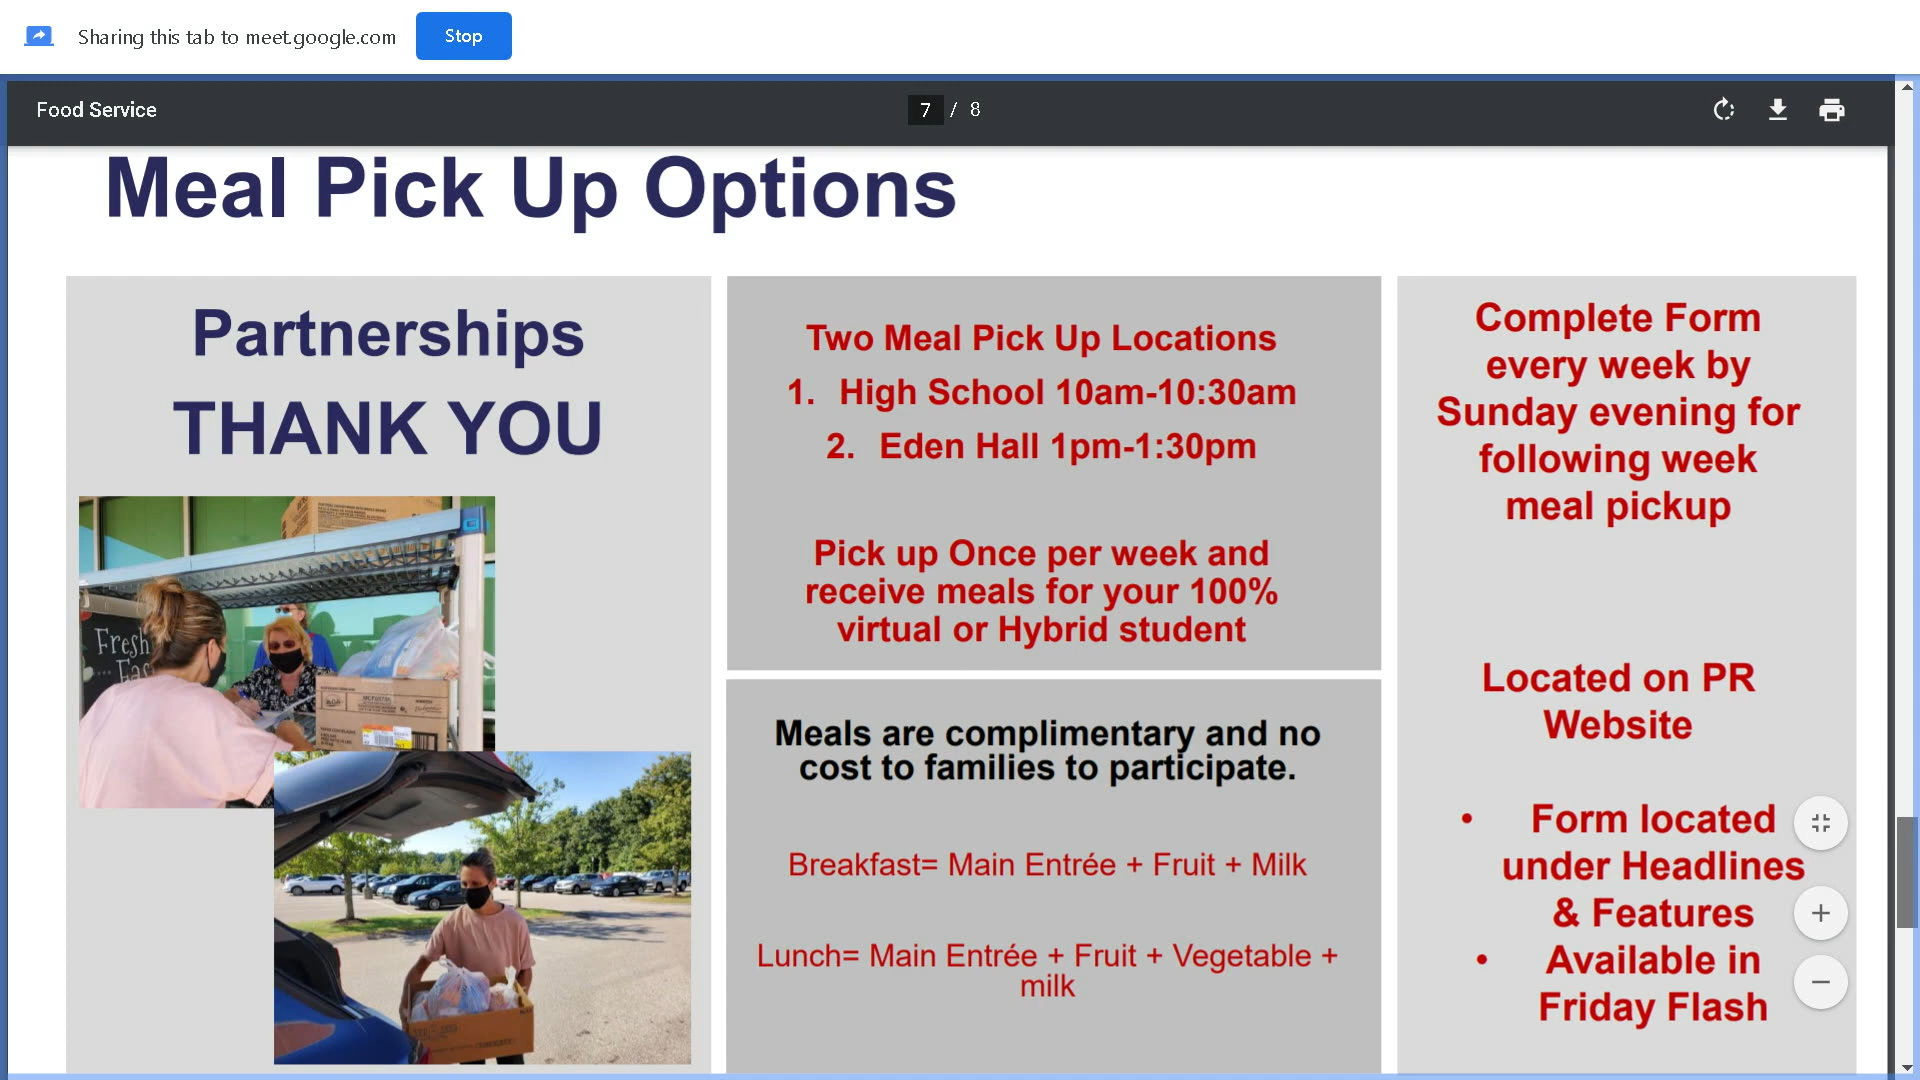 Sharing this tab to meet.google.com
Stop
Food Service
7 / 8
Meal Pick Up Options
Partnerships
THANK YOU
Fresh
Two Meal Pick Up Locations
1. High School 10am-10:30am
2. Eden Hall 1pm-1:30pm
Pick up Once per week and
receive meals for your 100%
virtual or Hybrid student
Meals are complimentary and no
cost to families to participate.
Breakfast= Main Entrée + Fruit + Milk
Lunch= Main Entrée + Fruit + Vegetable +
milk
Complete Form
every week by
Sunday evening for
following week
meal pickup
Located on PR
Website
• Form located
under Headlines
& Features
• Available in
Friday Flash